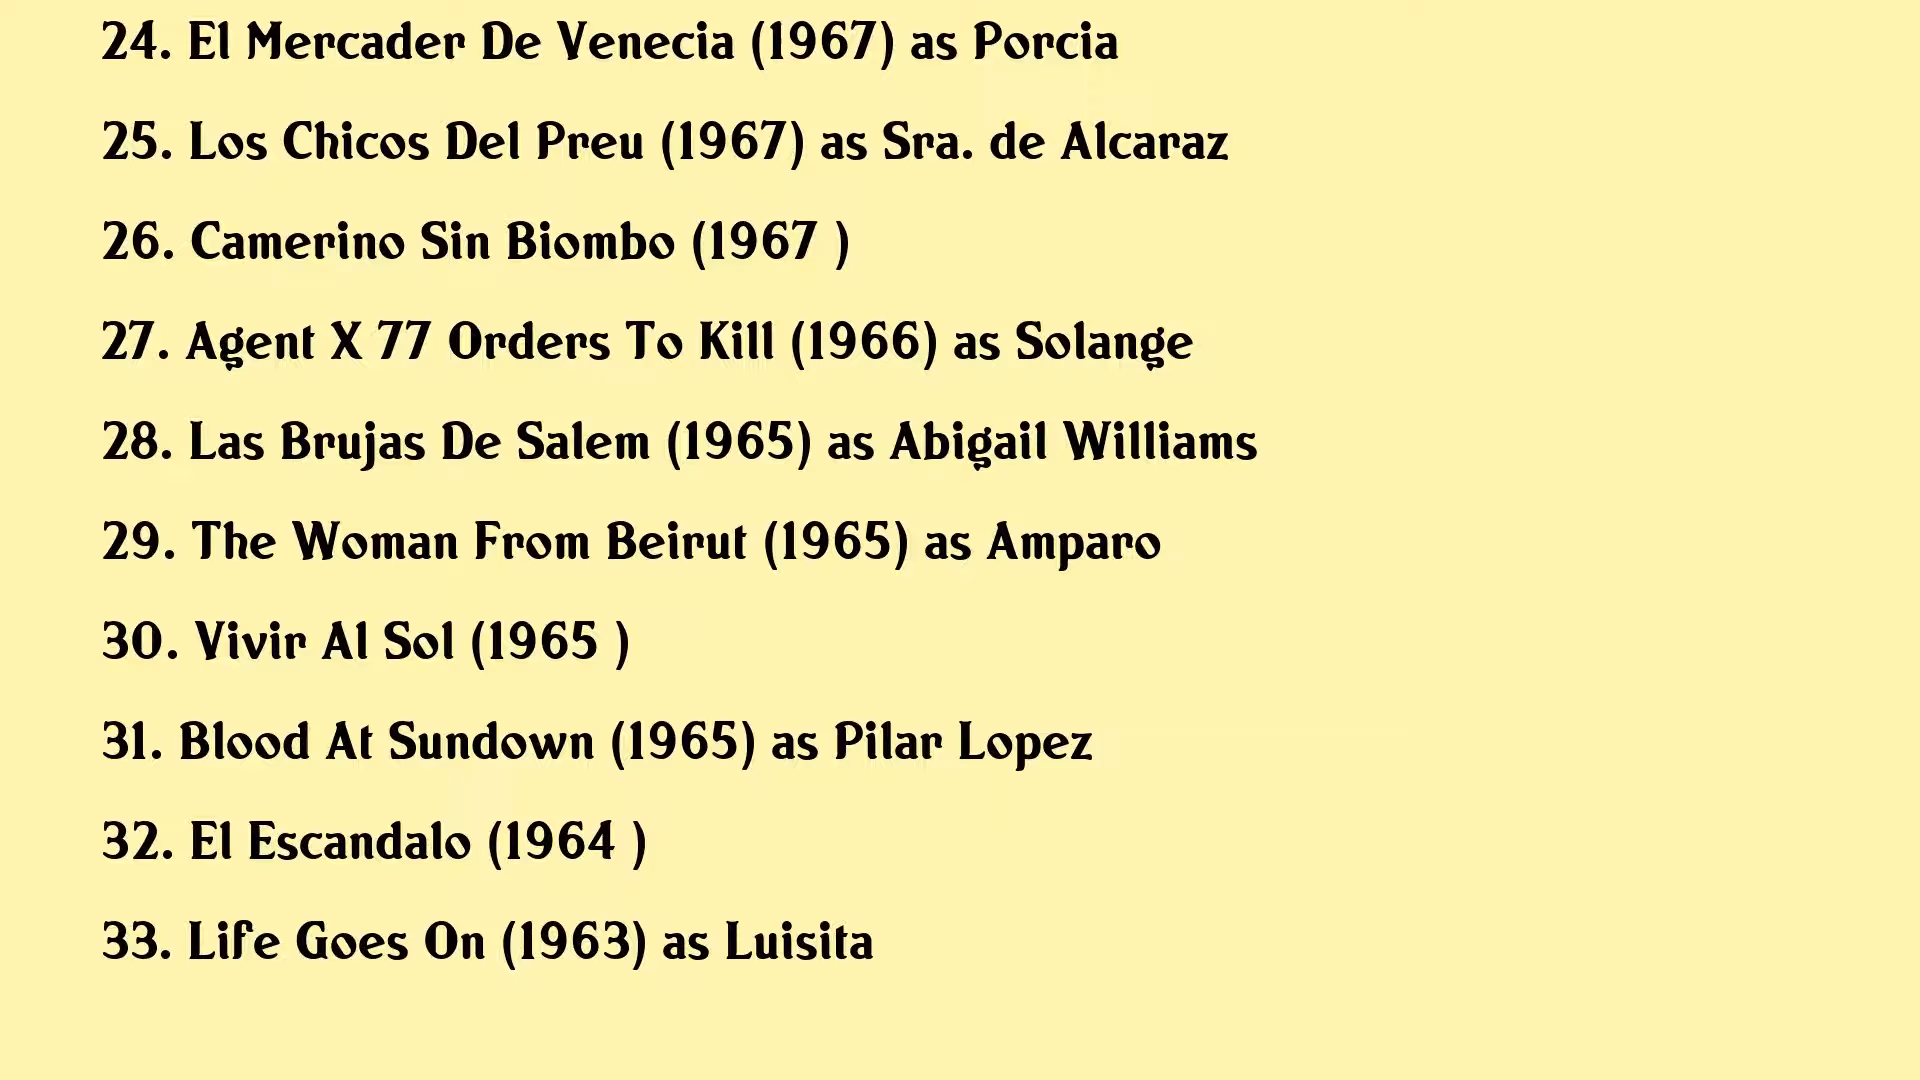 24. El Mercader De Venecia (1967) as Porcia
25. Los Chicos Del Preu (1967) as Sra. de Alcaraz
26. Camerino Sin Biombo (1967 )
27. Agent X 77 Orders To Kill (1966) as Solange
28. Las Brujas De Salem (1965) as Abigail Williams
29. The Woman From Beirut (1965) as Amparo
30. Vivir Al Sol (1965 )
31. Blood At Sundown (1965) as Pilar Lopez
32. El Escandalo (1964 )
33. Life Goes On (1963) as Luisita